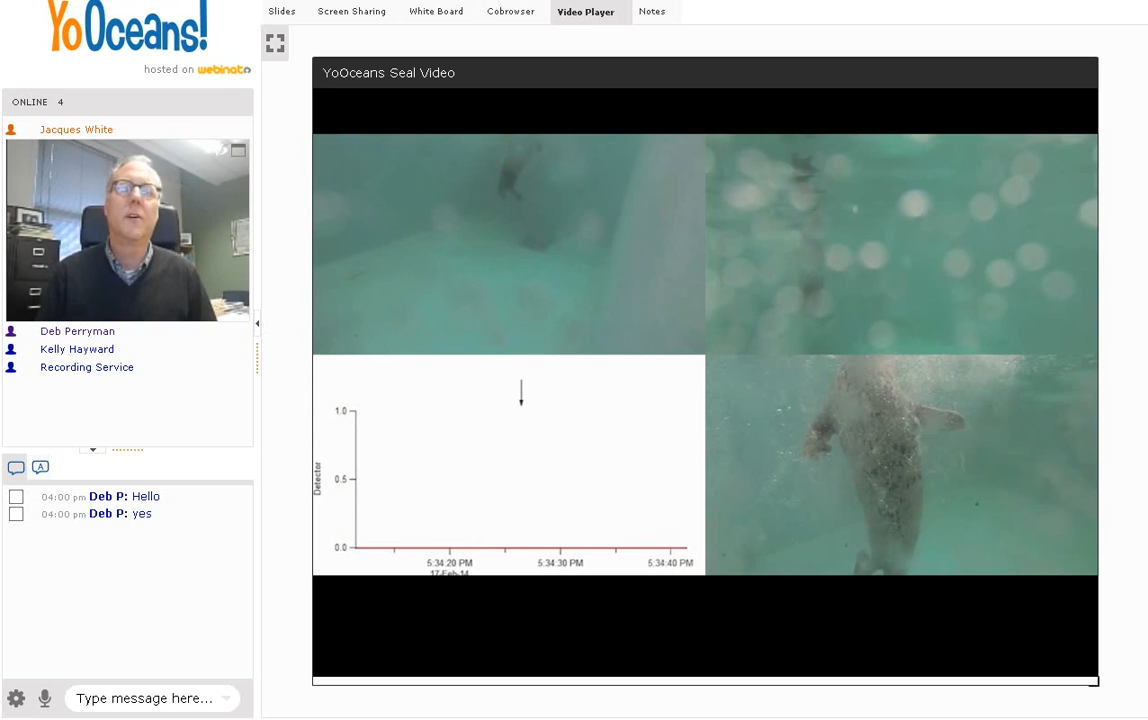 YoOceans!
hosted on webinato
Slides Screen Sharing White Board Cobrowser Video Player Notes
ONLINE 4
Jacques White
Deb Perryman
Kelly Hayward
Recording Service
A
04:00 pm Deb P: Hello
04:00 pm Deb P: yes
Type message here...
YoOceans Seal Video
1.0
0.5
0.0
Detector
5:34:20 PM 5:34:30 PM 5:34:40 PM
17-Feb-14